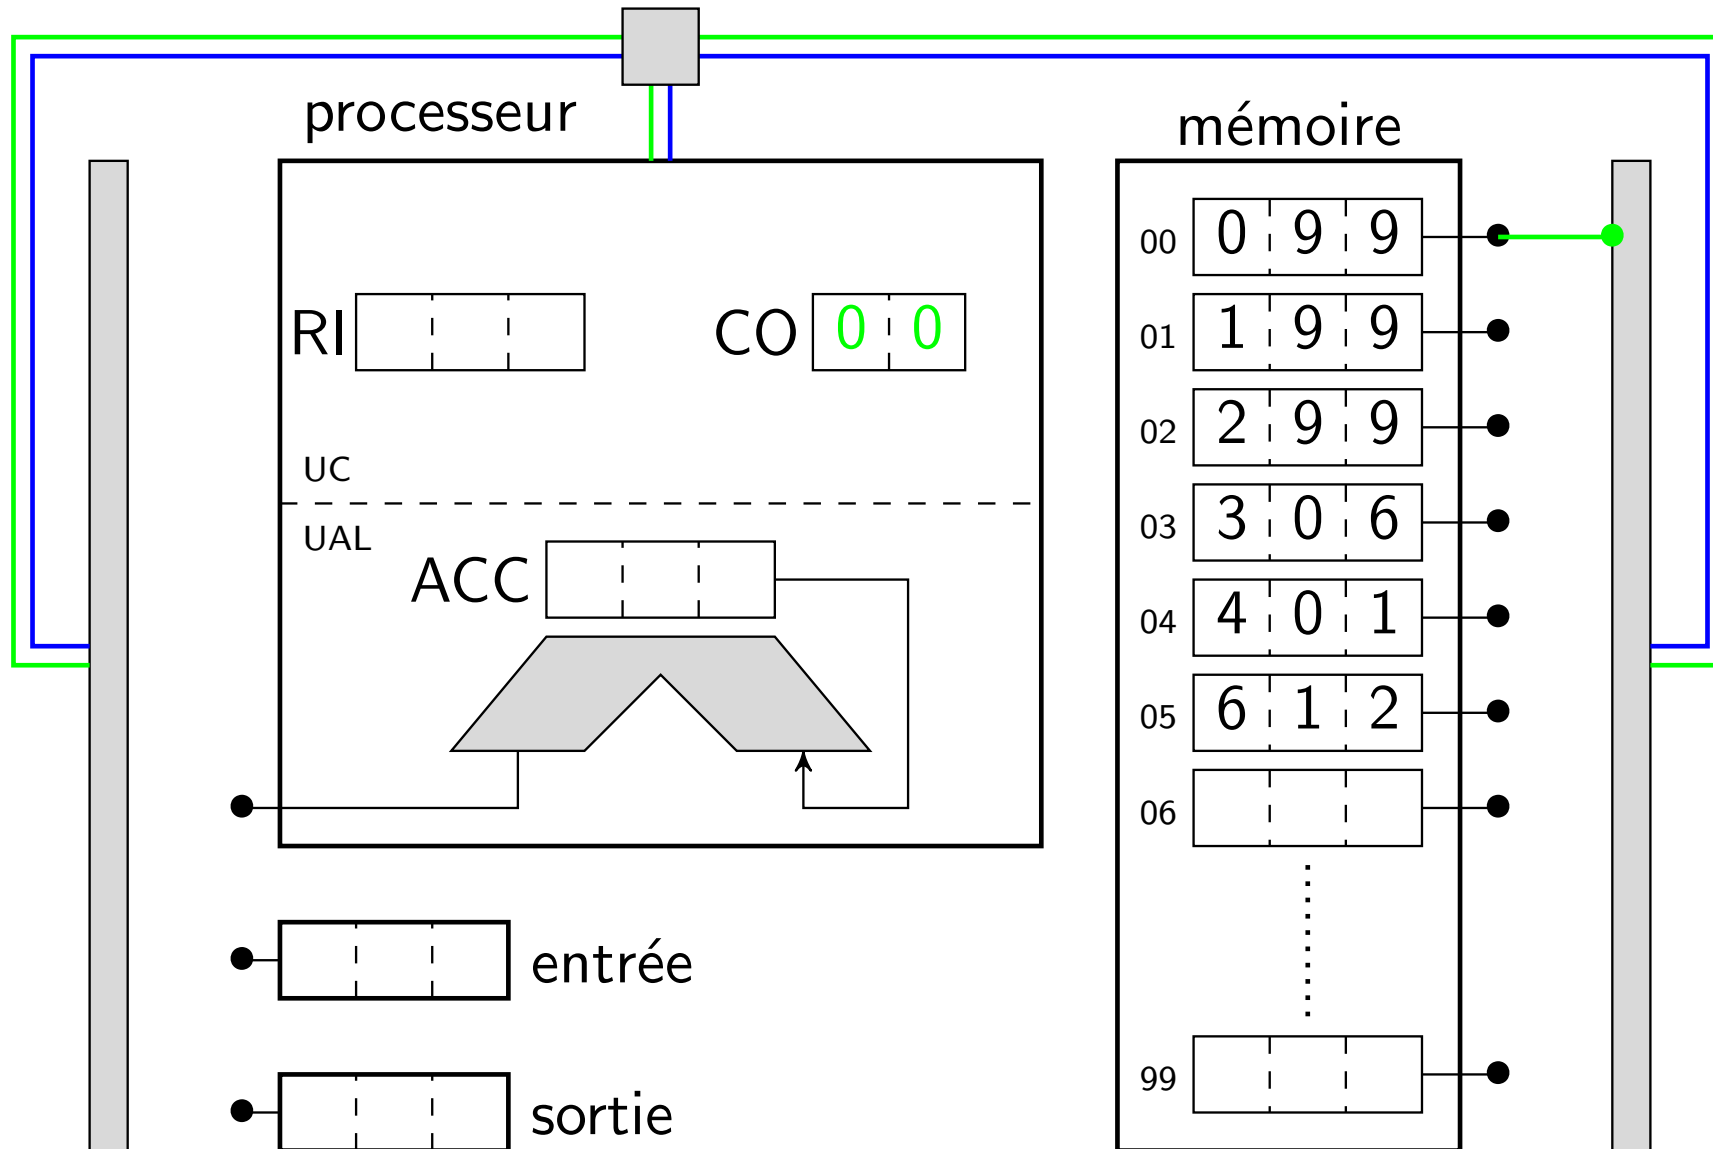 processeur
mémoire
RI
CO 0 0
UC
UAL
ACC
entrée
sortie
00 0 9 9
01 1 9 9
02 2 9 9
03 3 0 6
04 4 0 1
05 6 1 2
06
99